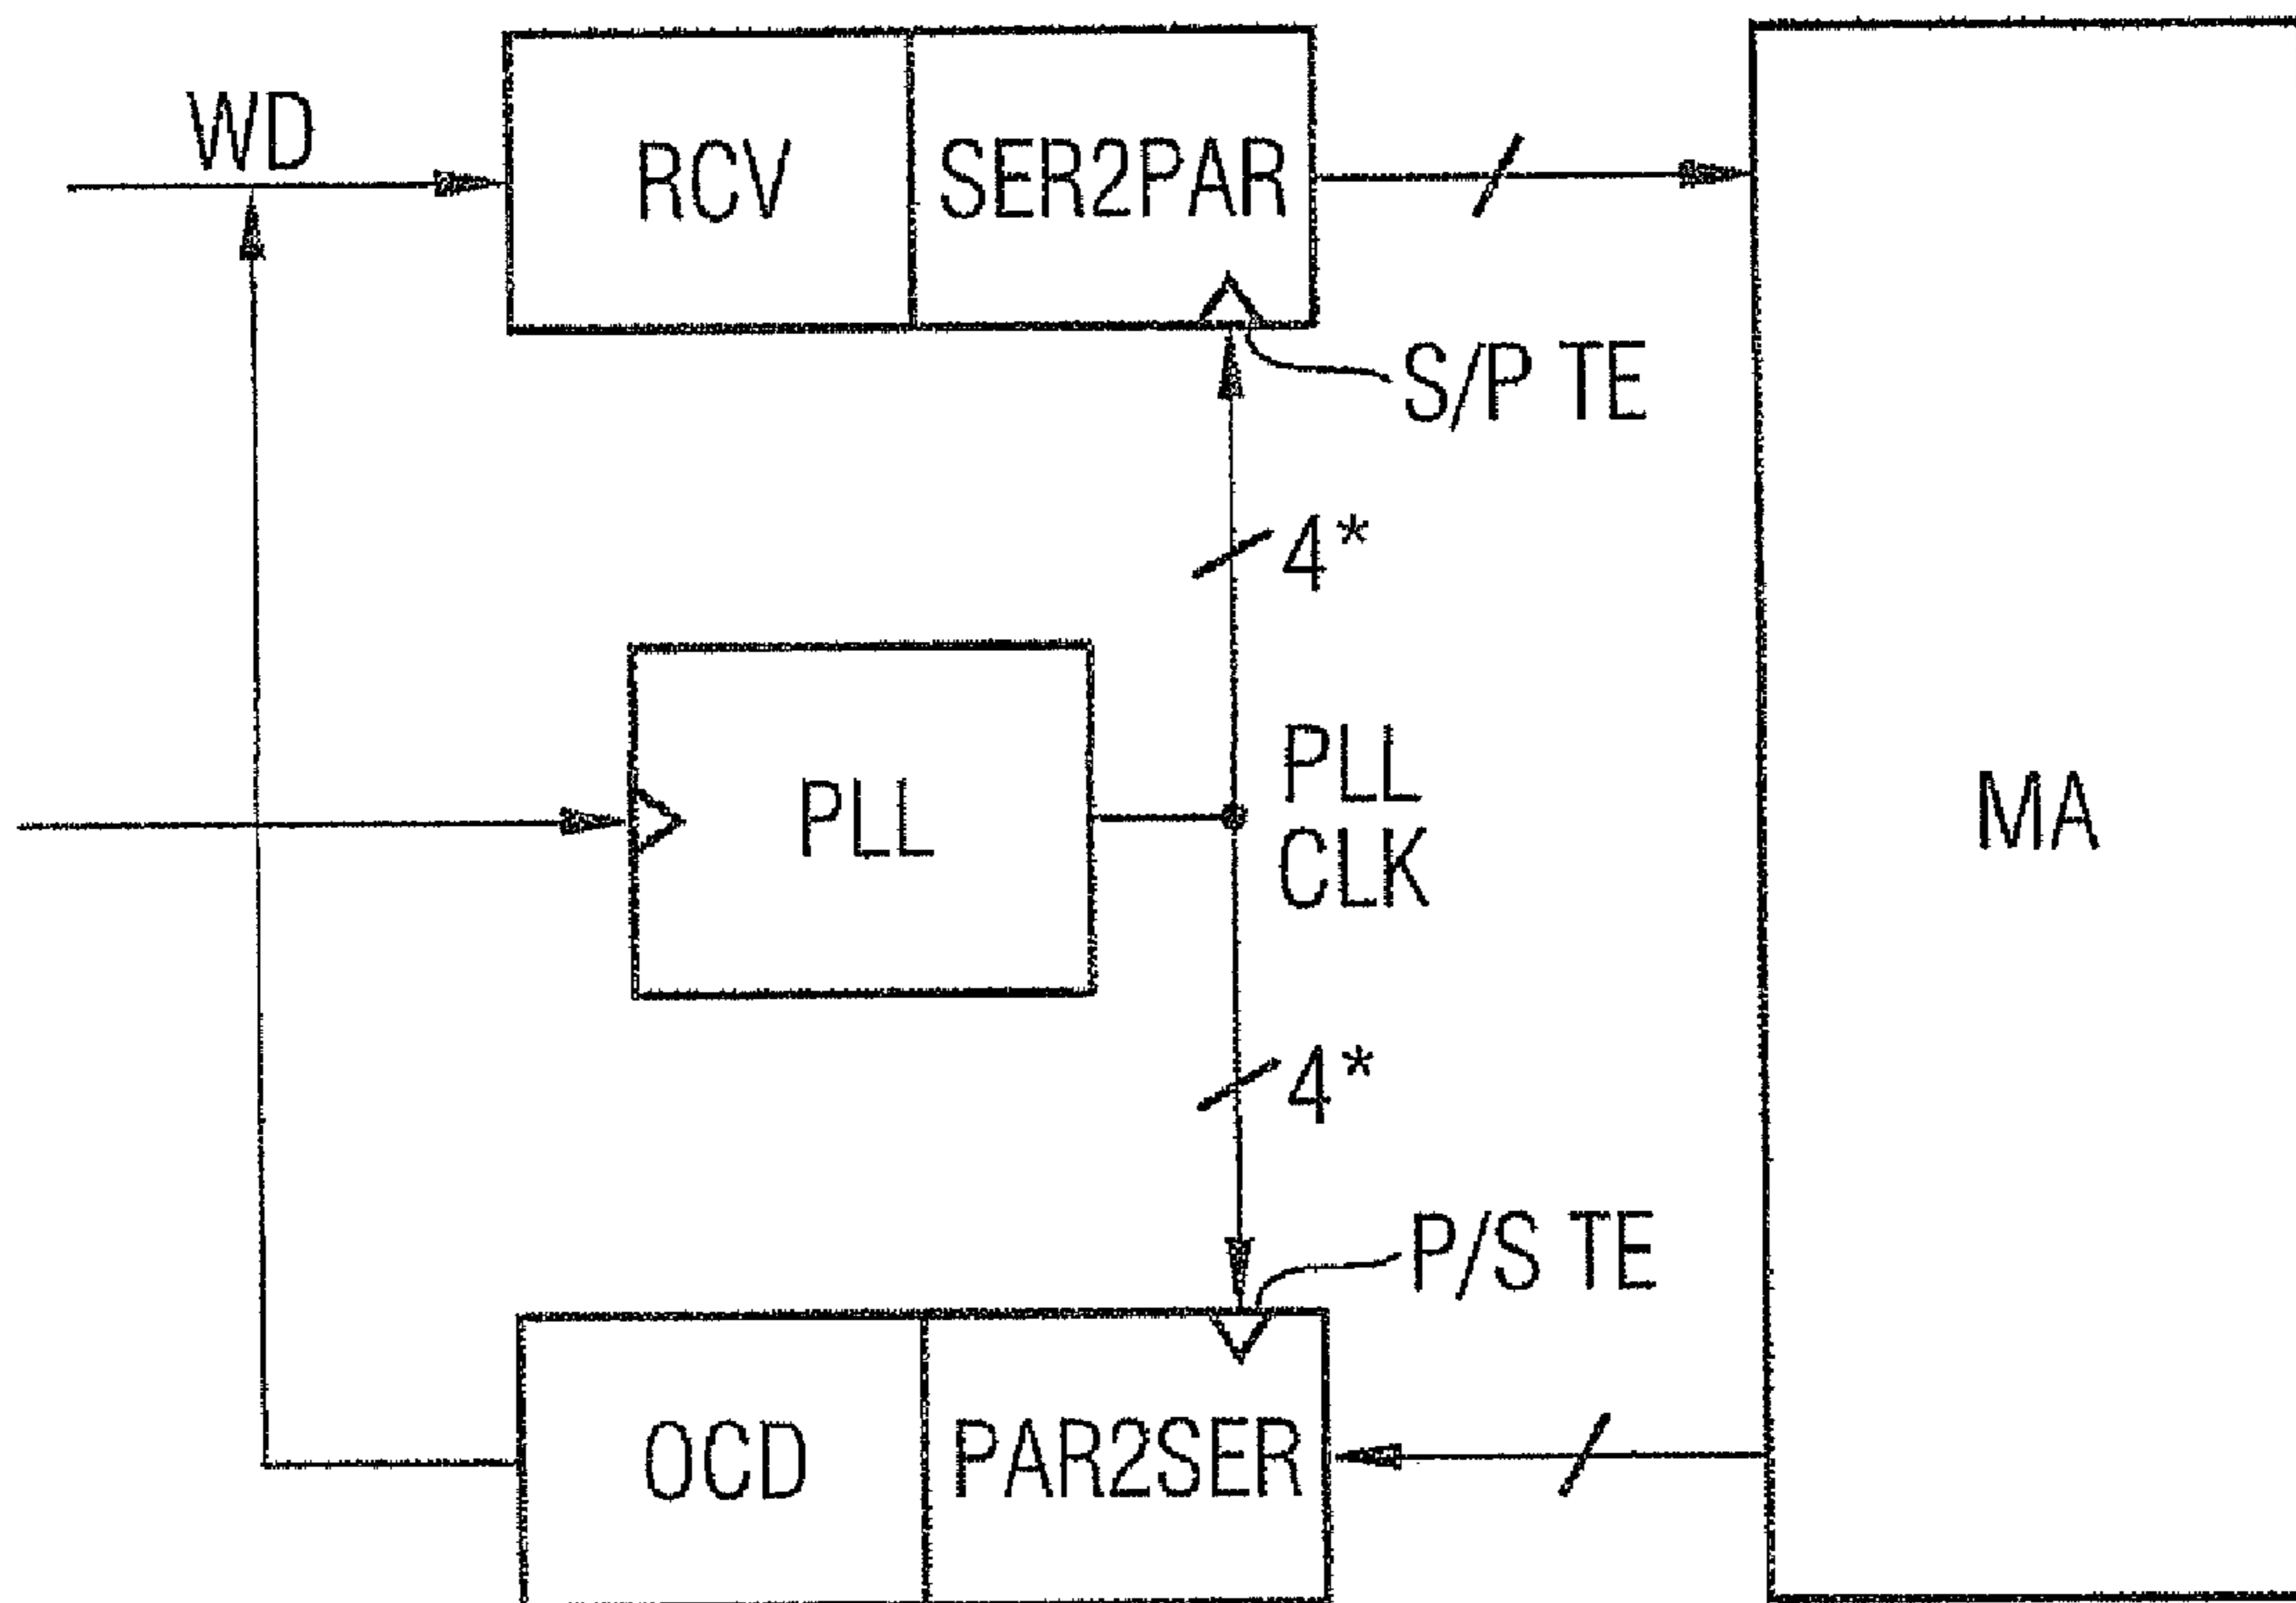 WD
RCV
SER2PAR
S/P TE
4*
PLL
PLL
CLK
MA
4*
P/S TE
OCD
PAR2SER